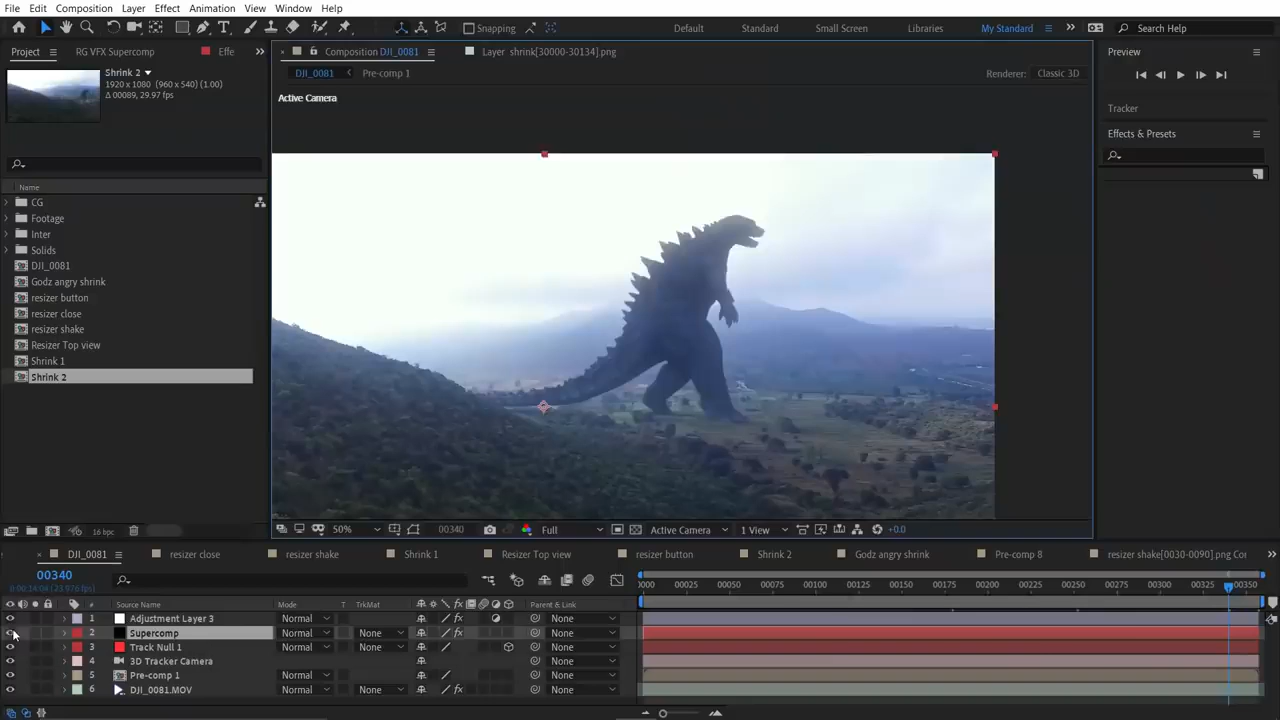 File Edit Composition Layer Effect Animation View Window Help
Snapping Default Standard Small Screen Libraries My Standard Search Help
Project RG VFX Supercomp Effe
Composition DJI_0081 Layer shrink[30000-30134].png
Preview
DJI_0081 Pre-comp 1 Renderer: Classic 3D
Shrink 2
1920 x 1080 (960 x 540) (1.00)
Δ 00089, 29.97 fps
Active Camera
Tracker
Effects & Presets
Name
CG
Footage
Inter
Solids
DJI_0081
Godz angry shrink
resizer button
resizer close
resizer shake
Resizer Top view
Shrink 1
Shrink 2
16 bpc
50% 00340 Full Active Camera 1 View +0.0
DJI_0081 resizer close resizer shake Shrink 1 Resizer Top view resizer button Shrink 2 Godz angry shrink Pre-comp 8 resizer shake[0030-0090].png Cor
00340
0000 00025 00050 00075 00100 00125 00150 00175 00200 00225 00250 00275 00300 00325 00350
# Source Name Mode T TrkMat Parent & Link
1 Adjustment Layer 3 Normal None
2 Supercomp Normal None None
3 Track Null 1 Normal None None
4 3D Tracker Camera None
5 Pre-comp 1 Normal None
6 DJI_0081.MOV Normal None None